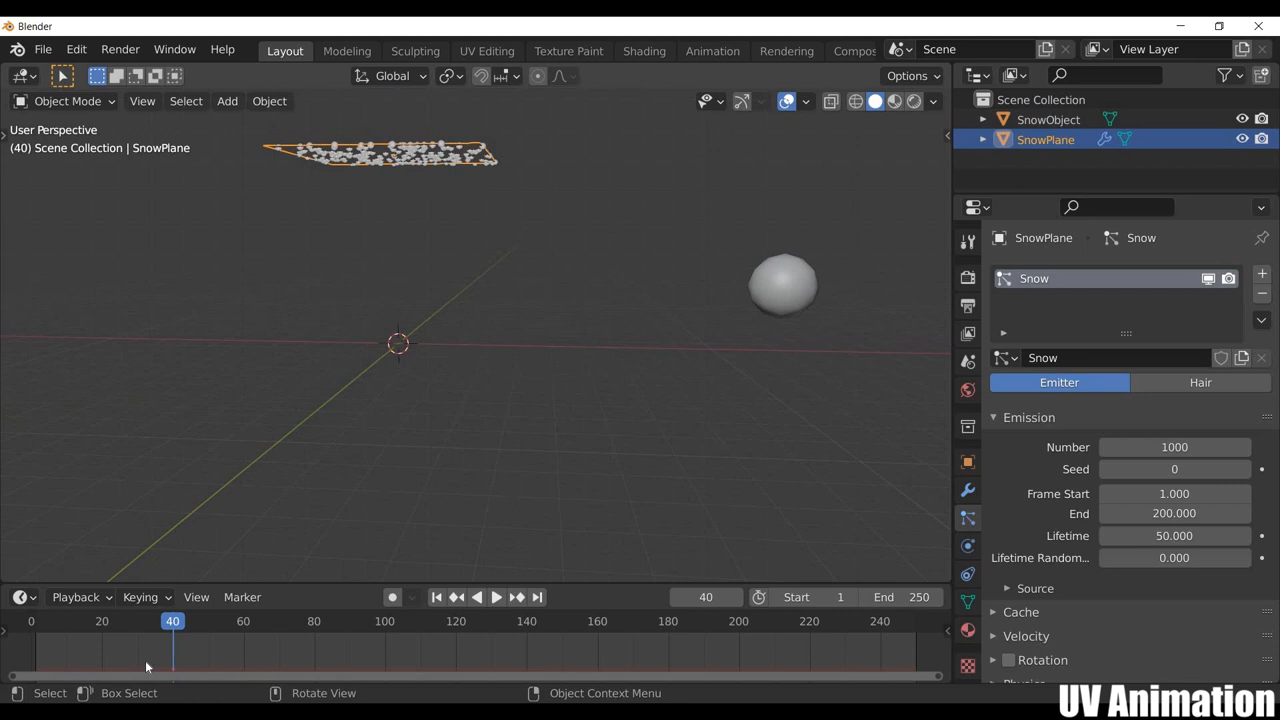 Blender
File Edit Render Window Help Layout Modeling Sculpting UV Editing Texture Paint Shading Animation Rendering Compos Scene View Layer
Global Options
Object Mode View Select Add Object
Scene Collection
User Perspective
(40) Scene Collection | SnowPlane
SnowObject
SnowPlane
SnowPlane Snow
Snow
Snow
Emitter Hair
Emission
Number 1000
Seed 0
Frame Start 1.000
End 200.000
Lifetime 50.000
Lifetime Random... 0.000
Source
Cache
Velocity
Rotation
Playback Keying View Marker 40 Start 1 End 250
0 20 40 60 80 100 120 140 160 180 200 220 240
Select Box Select Rotate View Object Context Menu
UV Animation